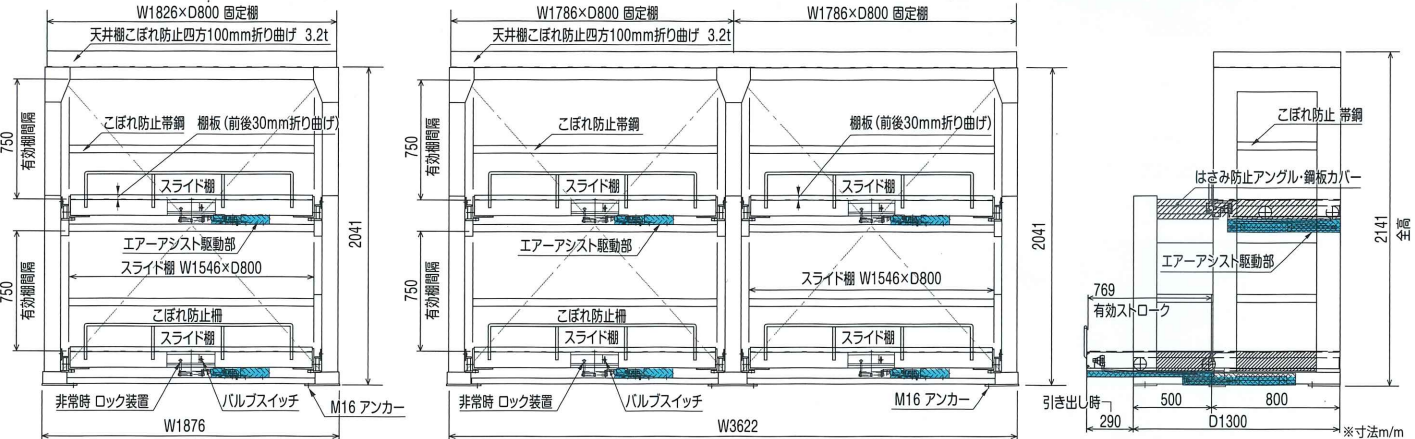 W1826×D800 固定棚
天井棚こぼれ防止四方100mm折り曲げ 3.2t
こぼれ防止帯鋼
棚板(前後30mm折り曲げ)
750
有効棚間隔
スライド棚
エアーアシスト駆動部
スライド棚 W1546×D800
2041
750
有効棚間隔
こぼれ防止柵
スライド棚
非常時 ロック装置
バルブスイッチ
M16 アンカー
W1876
W1786×D800 固定棚
W1786×D800 固定棚
天井棚こぼれ防止四方100mm折り曲げ 3.2t
こぼれ防止帯鋼
棚板(前後30mm折り曲げ)
750
有効棚間隔
スライド棚
スライド棚
エアーアシスト駆動部
スライド棚 W1546×D800
2041
750
有効棚間隔
こぼれ防止柵
スライド棚
スライド棚
非常時 ロック装置
バルブスイッチ
M16 アンカー
W3622
こぼれ防止 帯鋼
はさみ防止アングル・鋼板カバー
2141
全高
エアーアシスト駆動部
769
有効ストローク
引き出し時
500
800
290
D1300
※寸法m/m